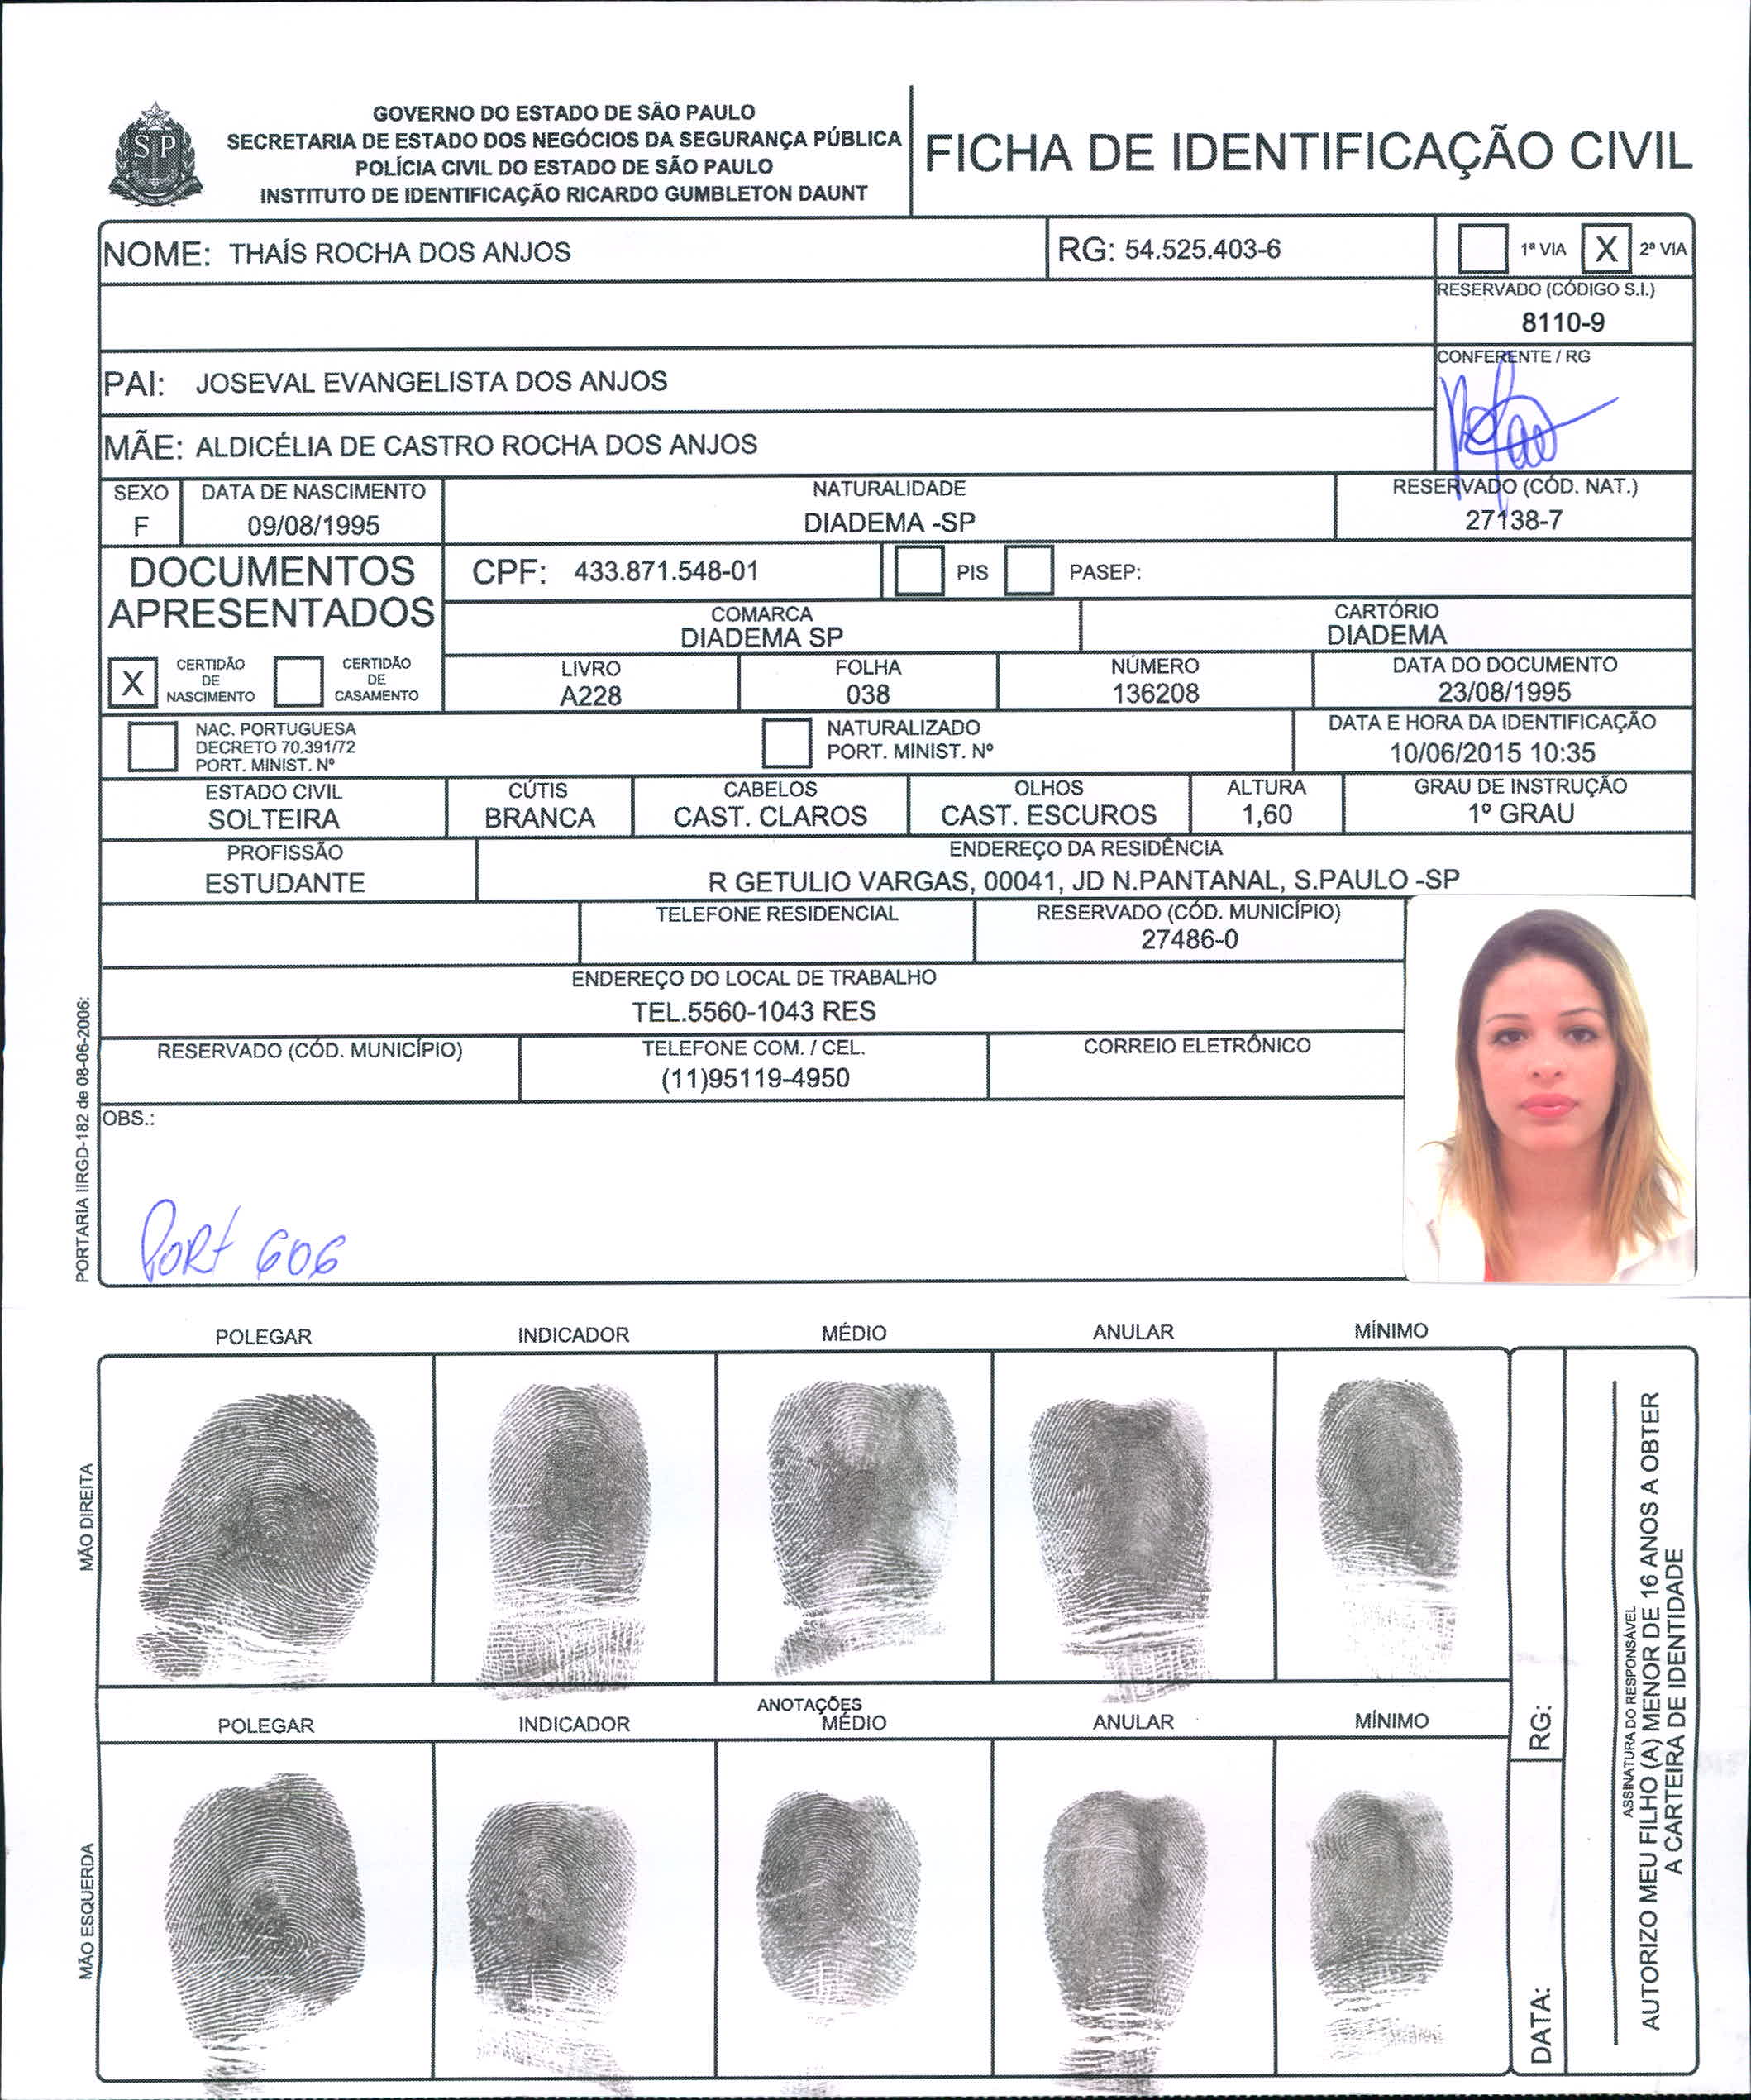 GOVERNO DO ESTADO DE SÃO PAULO
SECRETARIA DE ESTADO DOS NEGÓCIOS DA SEGURANÇA PÚBLICA
POLÍCIA CIVIL DO ESTADO DE SÃO PAULO
INSTITUTO DE IDENTIFICAÇÃO RICARDO GUMBLETON DAUNT
SP
FICHA DE IDENTIFICAÇÃO CIVIL
NOME: THAÍS ROCHA DOS ANJOS
RG: 54.525.403-6
1ª VIA X 2ª VIA
RESERVADO (CÓDIGO S.I.)
8110-9
PAI: JOSEVAL EVANGELISTA DOS ANJOS
CONFERENTE / RG
MÃE: ALDICÉLIA DE CASTRO ROCHA DOS ANJOS
SEXO
F
DATA DE NASCIMENTO
09/08/1995
NATURALIDADE
DIADEMA -SP
RESERVADO (CÓD. NAT.)
27138-7
DOCUMENTOS
APRESENTADOS
CPF: 433.871.548-01
PIS PASEP:
COMARCA
DIADEMA SP
CARTÓRIO
DIADEMA
X CERTIDÃO
DE
NASCIMENTO
CERTIDÃO
DE
CASAMENTO
LIVRO
A228
FOLHA
038
NÚMERO
136208
DATA DO DOCUMENTO
23/08/1995
NAC. PORTUGUESA
DECRETO 70.391/72
PORT. MINIST. Nº
NATURALIZADO
PORT. MINIST. Nº
DATA E HORA DA IDENTIFICAÇÃO
10/06/2015 10:35
ESTADO CIVIL
SOLTEIRA
CÚTIS
BRANCA
CABELOS
CAST. CLAROS
OLHOS
CAST. ESCUROS
ALTURA
1,60
GRAU DE INSTRUÇÃO
1º GRAU
PROFISSÃO
ESTUDANTE
ENDEREÇO DA RESIDÊNCIA
R GETULIO VARGAS, 00041, JD N.PANTANAL, S.PAULO -SP
TELEFONE RESIDENCIAL
RESERVADO (CÓD. MUNICÍPIO)
27486-0
ENDEREÇO DO LOCAL DE TRABALHO
TEL.5560-1043 RES
RESERVADO (CÓD. MUNICÍPIO)
TELEFONE COM. / CEL.
(11)95119-4950
CORREIO ELETRÔNICO
OBS.:
PORT 606
PORTARIA IIRGD-182 de 08-06-2006:
POLEGAR INDICADOR MÉDIO ANULAR MÍNIMO
MÃO DIREITA
ANOTAÇÕES
POLEGAR INDICADOR MÉDIO ANULAR MÍNIMO
MÃO ESQUERDA
RG:
DATA:
ASSINATURA DO RESPONSÁVEL
AUTORIZO MEU FILHO (A) MENOR DE 16 ANOS A OBTER
A CARTEIRA DE IDENTIDADE